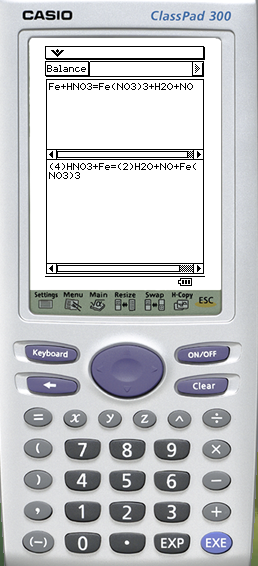 CASIO ClassPad 300
Balance
Fe+HNO3=Fe(NO3)3+H2O+NO
(4)HNO3+Fe=(2)H2O+NO+Fe(
NO3)3
Settings Menu Main Resize Swap H-Copy ESC
Keyboard ON/OFF
Clear
= x y z ^ ÷
( 7 8 9 ×
) 4 5 6 −
, 1 2 3 +
(−) 0 . EXP EXE